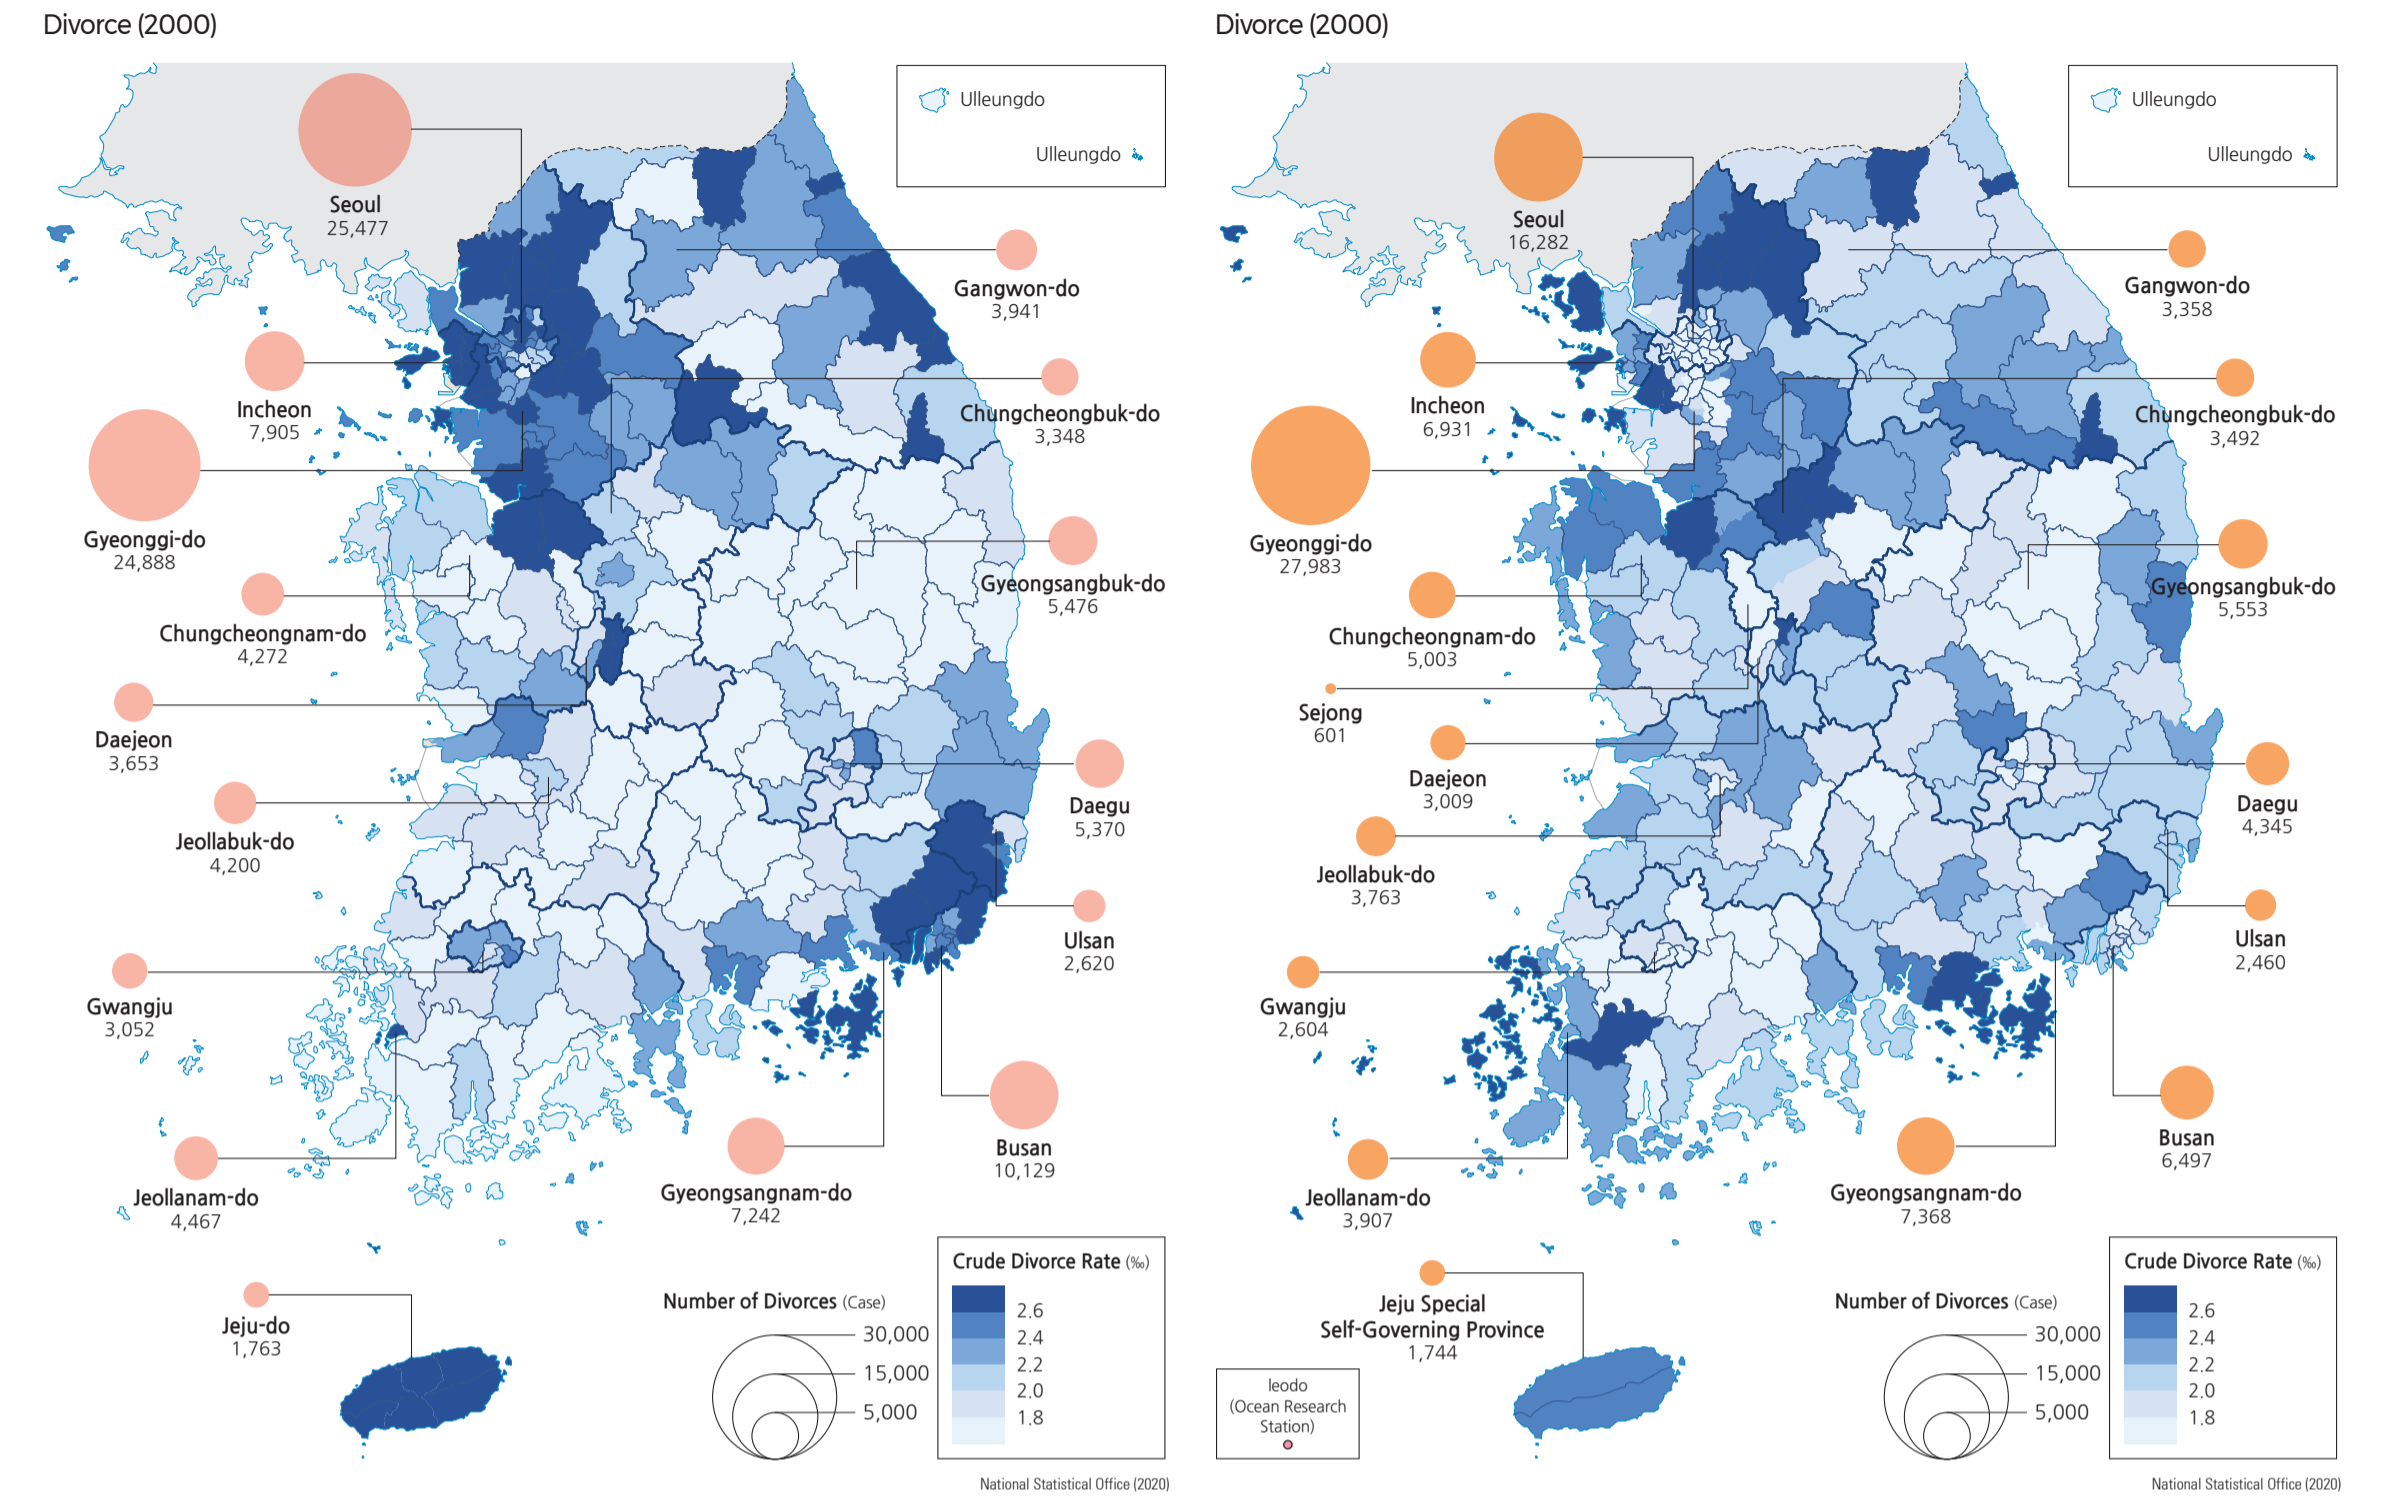 Divorce (2000)
Ulleungdo
Ulleungdo
Seoul
25,477
Gangwon-do
3,941
Incheon
7,905
Chungcheongbuk-do
3,348
Gyeonggi-do
24,888
Gyeongsangbuk-do
5,476
Chungcheongnam-do
4,272
Daejeon
3,653
Daegu
5,370
Jeollabuk-do
4,200
Ulsan
2,620
Gwangju
3,052
Busan
10,129
Jeollanam-do
4,467
Gyeongsangnam-do
7,242
Jeju-do
1,763
Number of Divorces (Case)
30,000
15,000
5,000
Crude Divorce Rate (‰)
2.6
2.4
2.2
2.0
1.8
National Statistical Office (2020)
Divorce (2000)
Ulleungdo
Ulleungdo
Seoul
16,282
Gangwon-do
3,358
Incheon
6,931
Chungcheongbuk-do
3,492
Gyeonggi-do
27,983
Gyeongsangbuk-do
5,553
Chungcheongnam-do
5,003
Sejong
601
Daejeon
3,009
Daegu
4,345
Jeollabuk-do
3,763
Ulsan
2,460
Gwangju
2,604
Busan
6,497
Jeollanam-do
3,907
Gyeongsangnam-do
7,368
Jeju Special
Self-Governing Province
1,744
Ieodo
(Ocean Research
Station)
Number of Divorces (Case)
30,000
15,000
5,000
Crude Divorce Rate (‰)
2.6
2.4
2.2
2.0
1.8
National Statistical Office (2020)